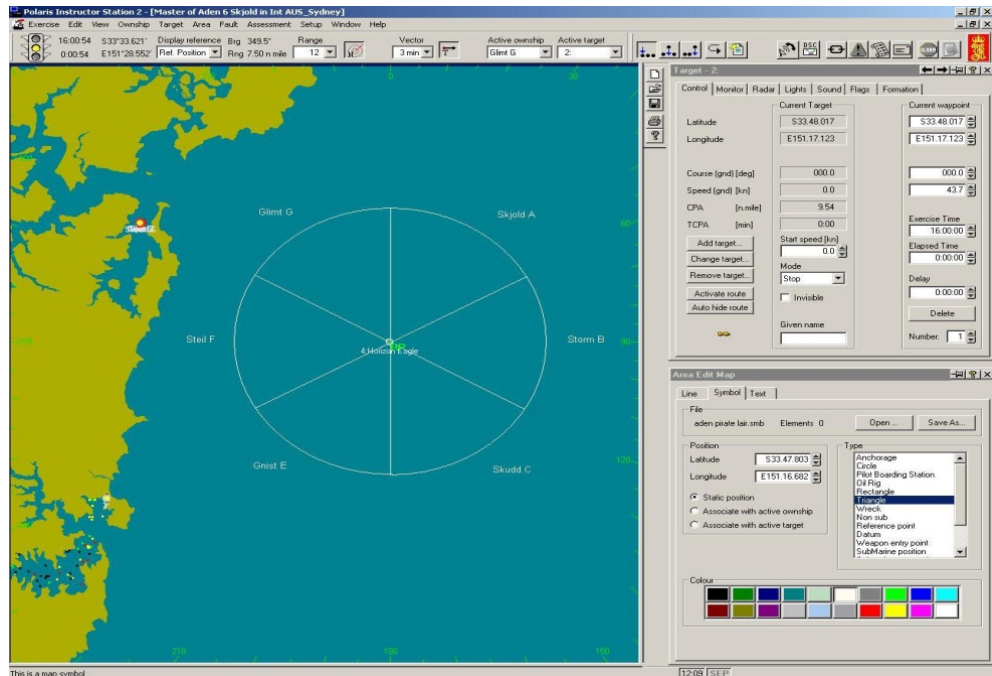 Polaris Instructor Station 2 - [Master of Aden 6 Skjold in Int AUS_Sydney]
Exercise Edit View Ownship Target Area Fault Assessment Setup Window Help
16:00:54 S33°33.621' Display reference Brg 349.5° Range Vector Active ownship Active target
0:00:54 E151°28.552' Ref. Position Rng 7.50 n mile 12 3 min Glimt G 2:
DSC
0
30
60
90
120
150
180
210
270
Glimt G
Skjold A
Steil F
Storm B
4:Horizon Eagle
Gnist E
Skudd C
Target - 2:
Control Monitor Radar Lights Sound Flags Formation
Current Target
Current waypoint
Latitude S33.48.017 S33.48.017
Longitude E151.17.123 E151.17.123
Course (gnd) [deg] 000.0 000.0
Speed (gnd) [kn] 0.0 43.7
CPA [n.mile] 9.54
TCPA [min] 0:00
Exercise Time
16:00:00
Add target...
Start speed [kn]
0.0
Elapsed Time
0:00:00
Change target...
Mode
Remove target...
Stop
Delay
0:00:00
Activate route
Invisible
Auto hide route
Delete
Given name
Number. 1
Area Edit Map
Line Symbol Text
File
aden pirate lair.smb Elements 0 Open ... Save As...
Position
Type
Latitude S33.47.803
Longitude E151.16.682
Static position
Associate with active ownship
Associate with active target
Anchorage
Circle
Pilot Boarding Station
Oil Rig
Rectangle
Triangle
Wreck
Non sub
Reference point
Datum
Weapon entry point
SubMarine position
Colour
This is a map symbol
12:09 SEP